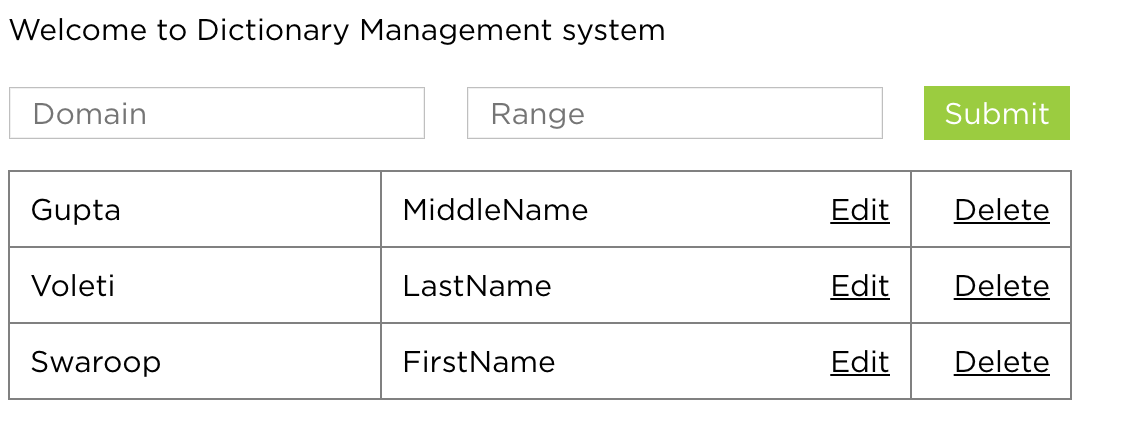 Welcome to Dictionary Management system
Domain Range Submit
Gupta MiddleName Edit Delete
Voleti LastName Edit Delete
Swaroop FirstName Edit Delete